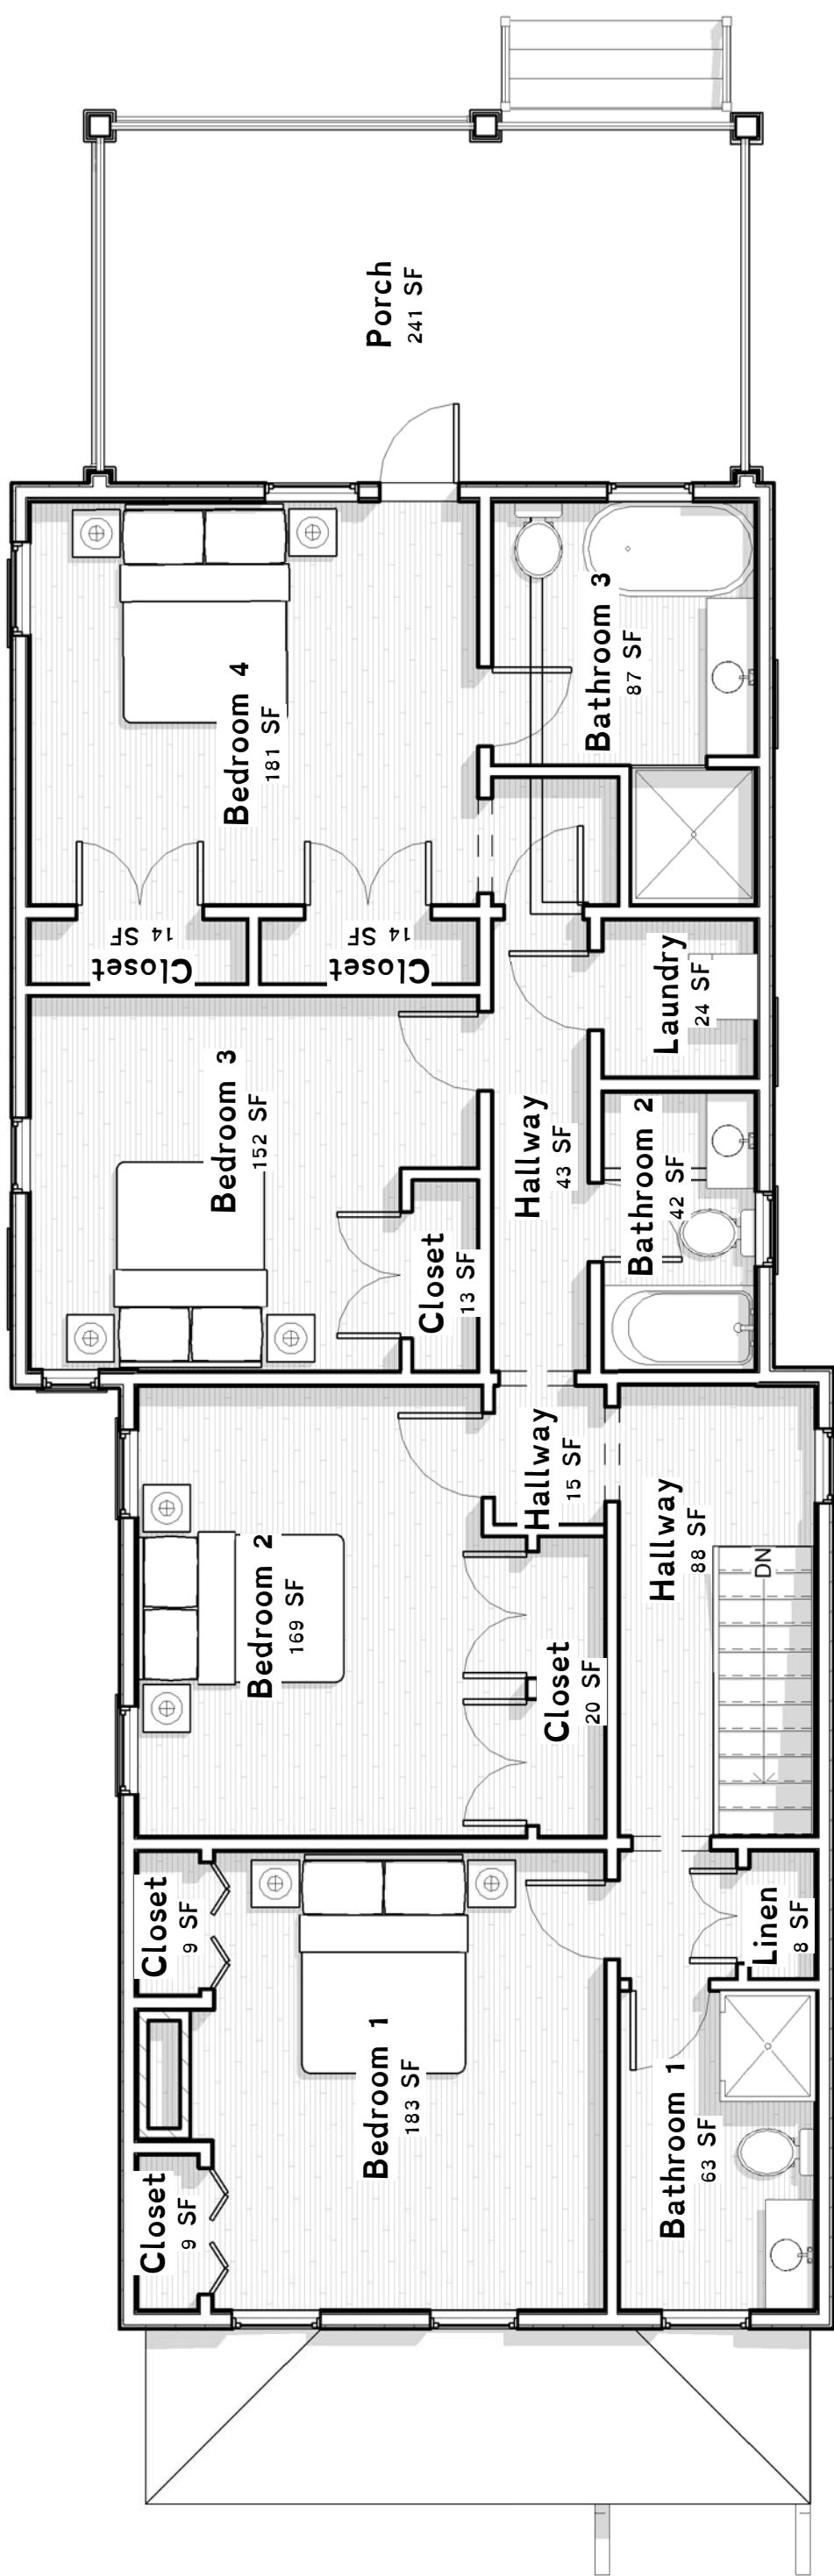 Porch
241 SF
Bedroom 4
181 SF
Bathroom 3
87 SF
Closet
14 SF
Closet
14 SF
Laundry
24 SF
Bedroom 3
152 SF
Hallway
43 SF
Bathroom 2
42 SF
Closet
13 SF
Hallway
15 SF
Bedroom 2
169 SF
Hallway
88 SF
DN
Closet
20 SF
Closet
9 SF
Linen
8 SF
Bedroom 1
183 SF
Bathroom 1
63 SF
Closet
9 SF